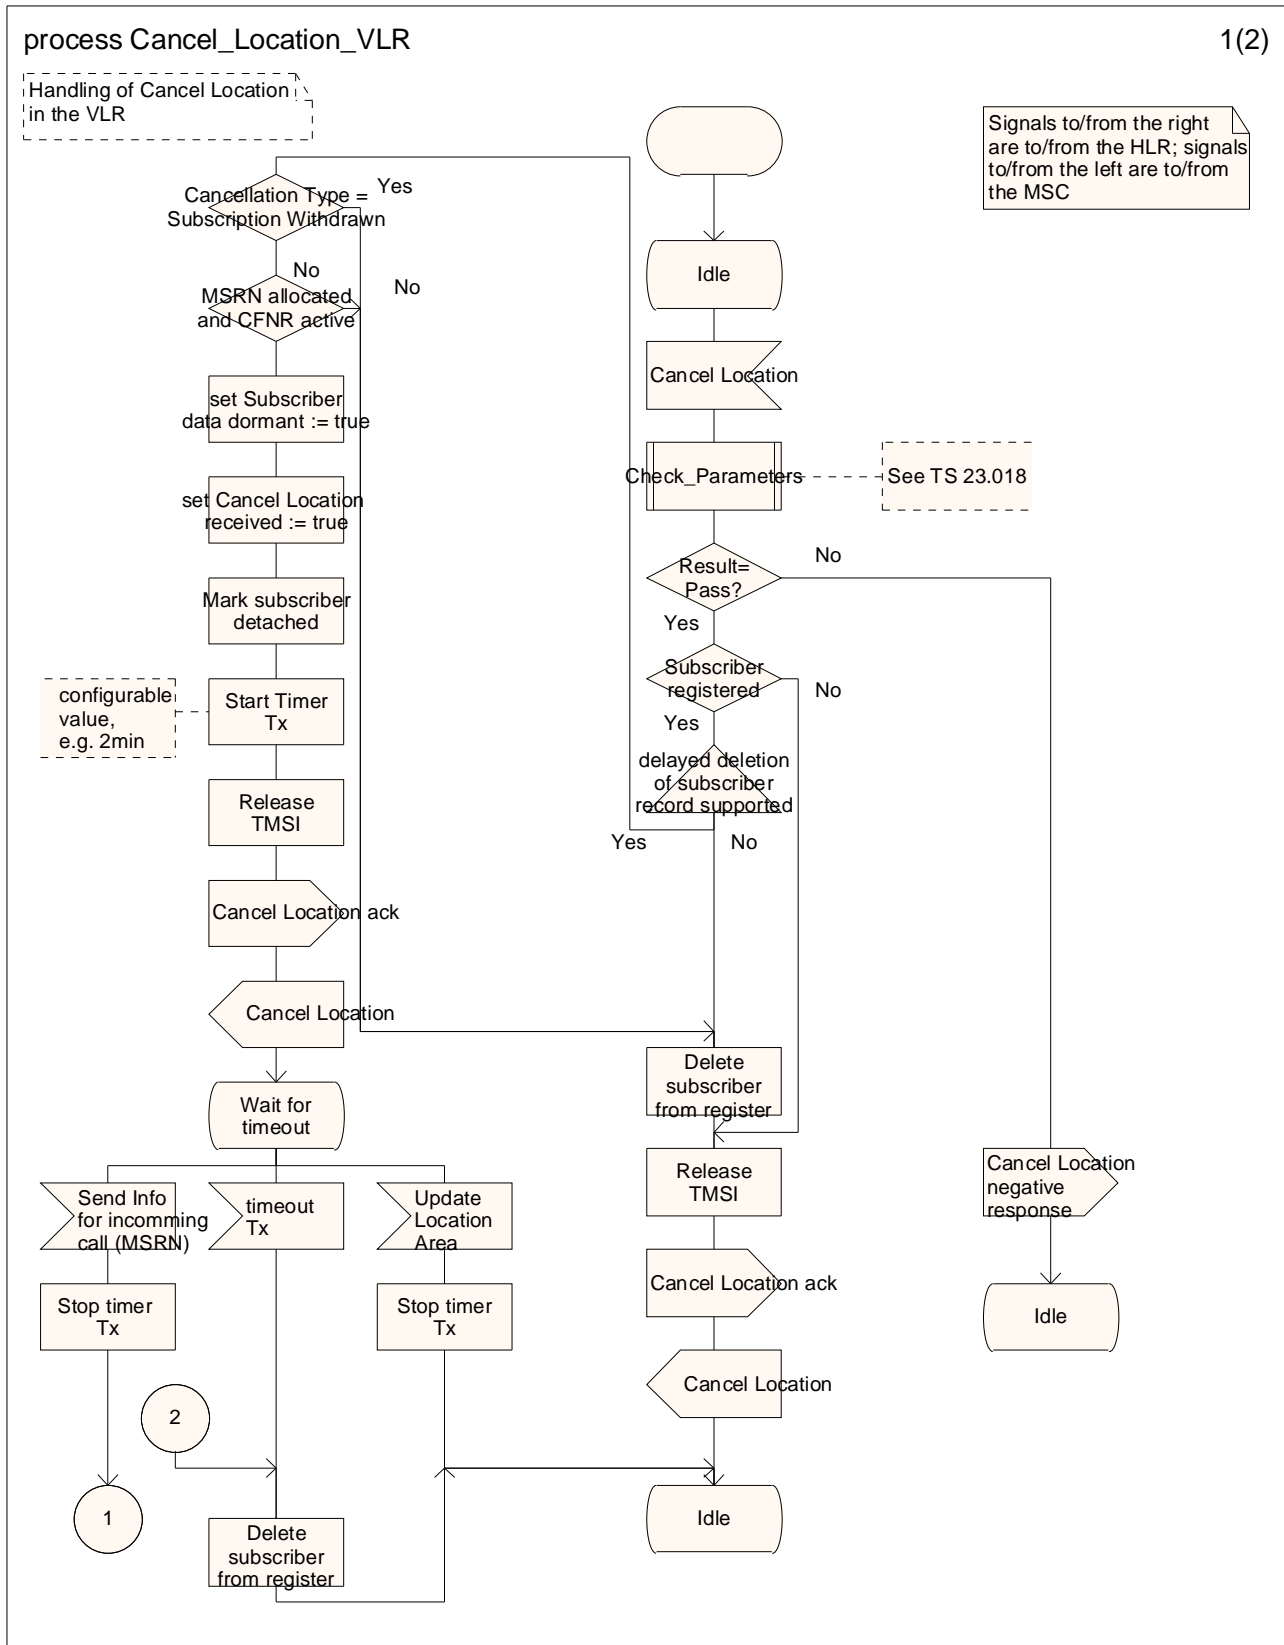 process Cancel_Location_VLR
1(2)
Handling of Cancel Location
in the VLR
Signals to/from the right
are to/from the HLR; signals
to/from the left are to/from
the MSC
Cancellation Type =
Subscription Withdrawn
Yes
No
MSRN allocated
and CFNR active
No
set Subscriber
data dormant := true
set Cancel Location
received := true
Mark subscriber
detached
configurable
value,
e.g. 2min
Start Timer
Tx
Release
TMSI
Cancel Location ack
Cancel Location
Wait for
timeout
Send Info
for incomming
call (MSRN)
timeout
Tx
Update
Location
Area
Stop timer
Tx
Stop timer
Tx
2
1
Delete
subscriber
from register
Idle
Cancel Location
Check_Parameters
See TS 23.018
Result=
Pass?
No
Yes
Subscriber
registered
No
Yes
delayed deletion
of subscriber
record supported
Yes
No
Delete
subscriber
from register
Release
TMSI
Cancel Location ack
Cancel Location
Idle
Cancel Location
negative
response
Idle